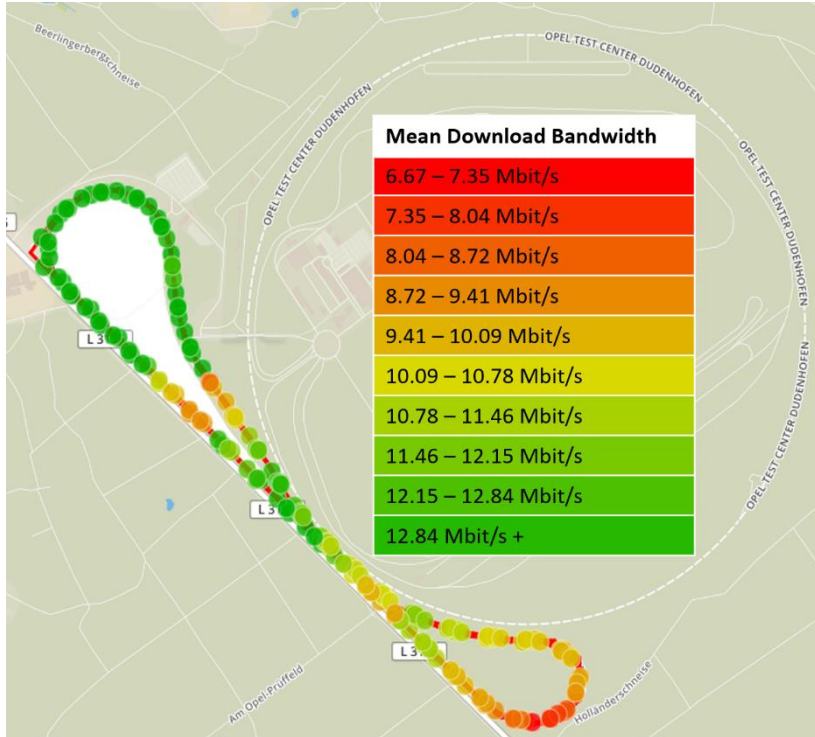 Beerlingerbergschneise
OPEL TEST CENTER DUDENHOFEN
OPEL TEST CENTER DUDENHOFEN
OPEL TEST CENTER DUDENHOFEN
OPEL TEST CENTER DUDENHOFEN
Mean Download Bandwidth
6.67 – 7.35 Mbit/s
7.35 – 8.04 Mbit/s
8.04 – 8.72 Mbit/s
8.72 – 9.41 Mbit/s
9.41 – 10.09 Mbit/s
10.09 – 10.78 Mbit/s
10.78 – 11.46 Mbit/s
11.46 – 12.15 Mbit/s
12.15 – 12.84 Mbit/s
12.84 Mbit/s +
L 3
L 3
L 3
Am Opel-Prüffeld
Holländerschneise